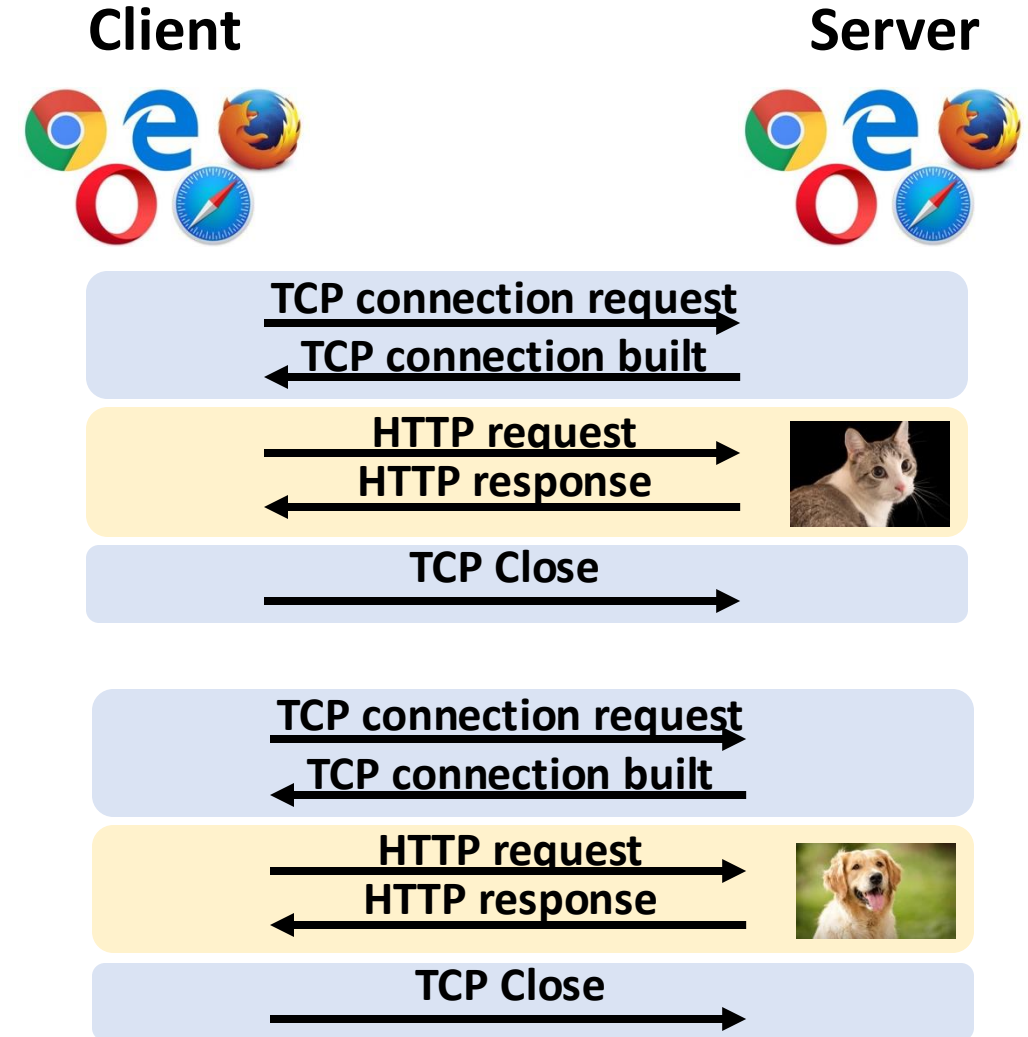 Client
Server
TCP connection request
TCP connection built
HTTP request
HTTP response
TCP Close
TCP connection request
TCP connection built
HTTP request
HTTP response
TCP Close